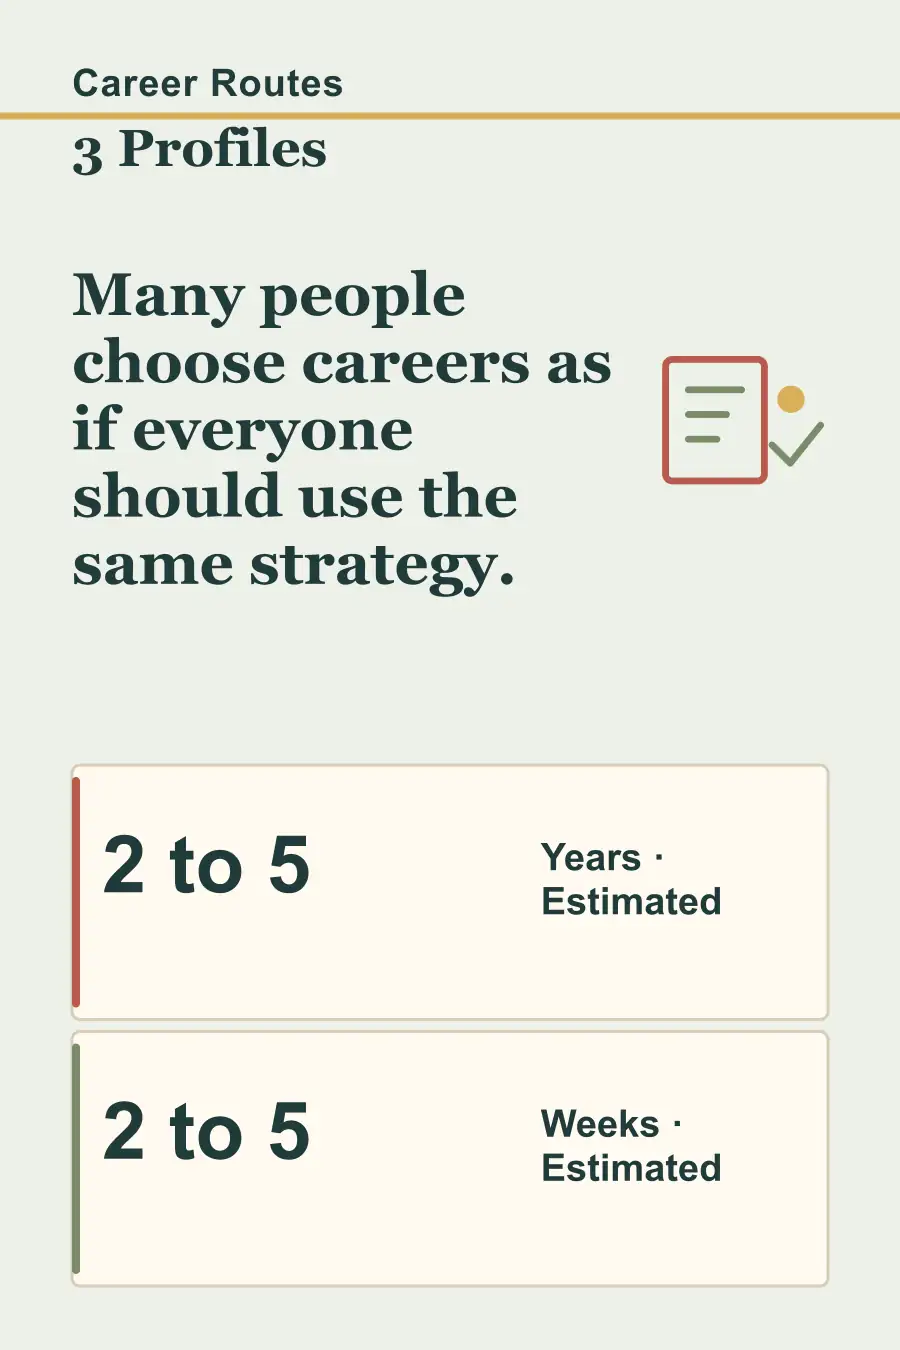 Career Routes
3 Profiles
Many people
choose careers as
if everyone
should use the
same strategy.
2 to 5
Years ·
Estimated
2 to 5
Weeks ·
Estimated